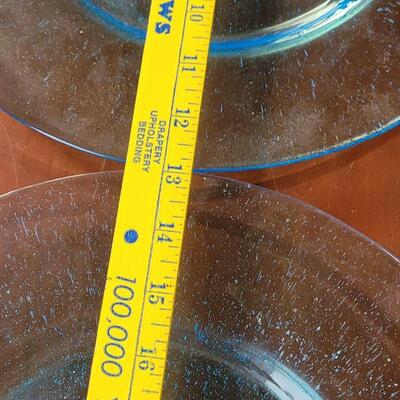 WS
DRAPERY
UPHOLSTERY
BEDDING
100,000
10
11
12
13
14
15
16